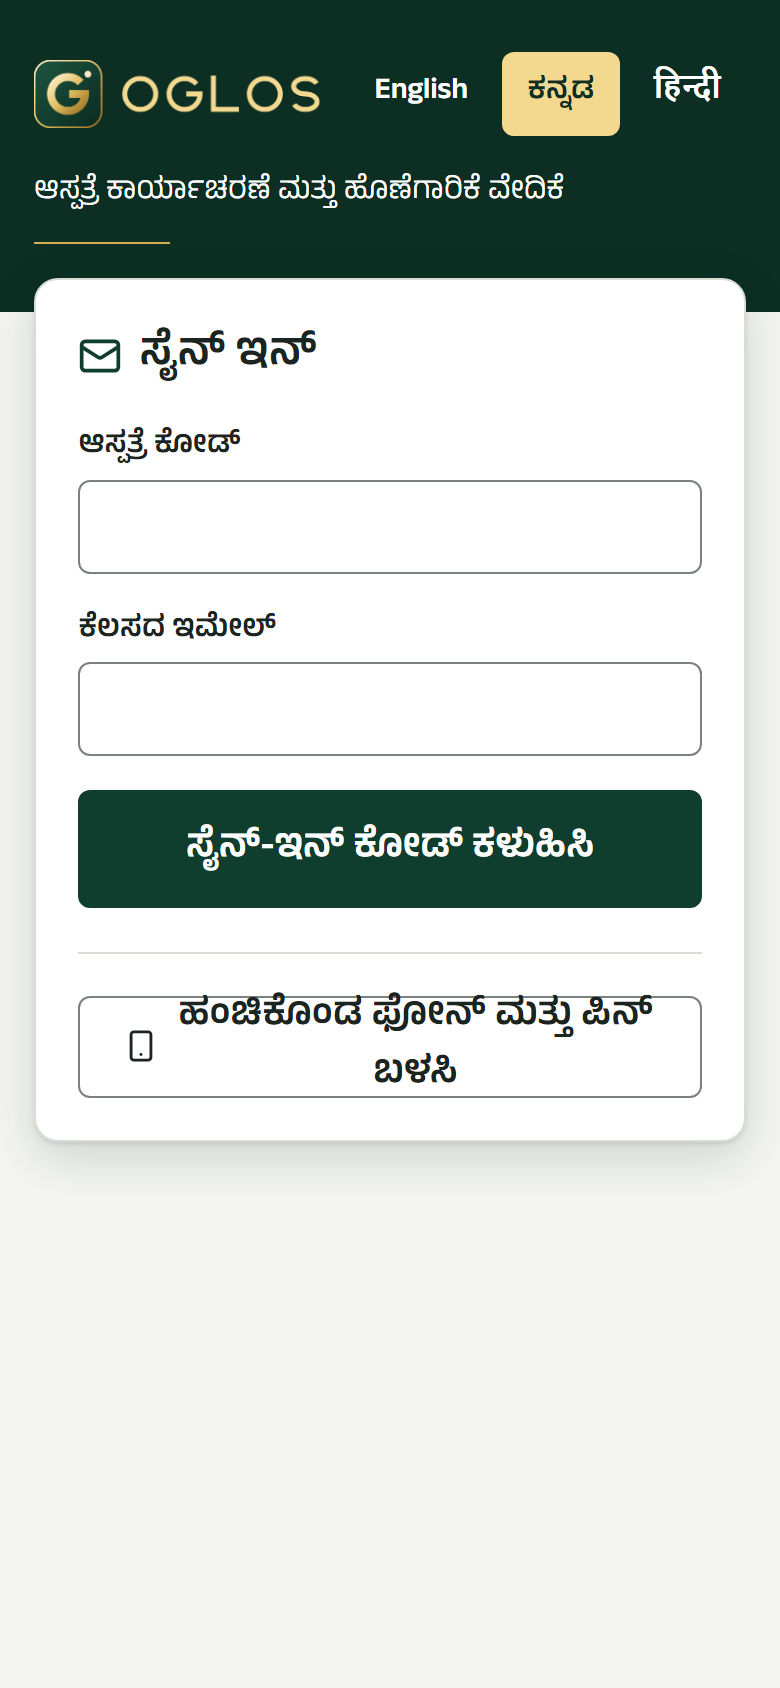 G OGLOS English ಕನ್ನಡ हिन्दी
ಆಸ್ಪತ್ರೆ ಕಾರ್ಯಾಚರಣೆ ಮತ್ತು ಹೊಣೆಗಾರಿಕೆ ವೇದಿಕೆ
ಸೈನ್ ಇನ್
ಆಸ್ಪತ್ರೆ ಕೋಡ್
ಕೆಲಸದ ಇಮೇಲ್
ಸೈನ್-ಇನ್ ಕೋಡ್ ಕಳುಹಿಸಿ
ಹಂಚಿಕೊಂಡ ಫೋನ್ ಮತ್ತು ಪಿನ್
ಬಳಸಿ